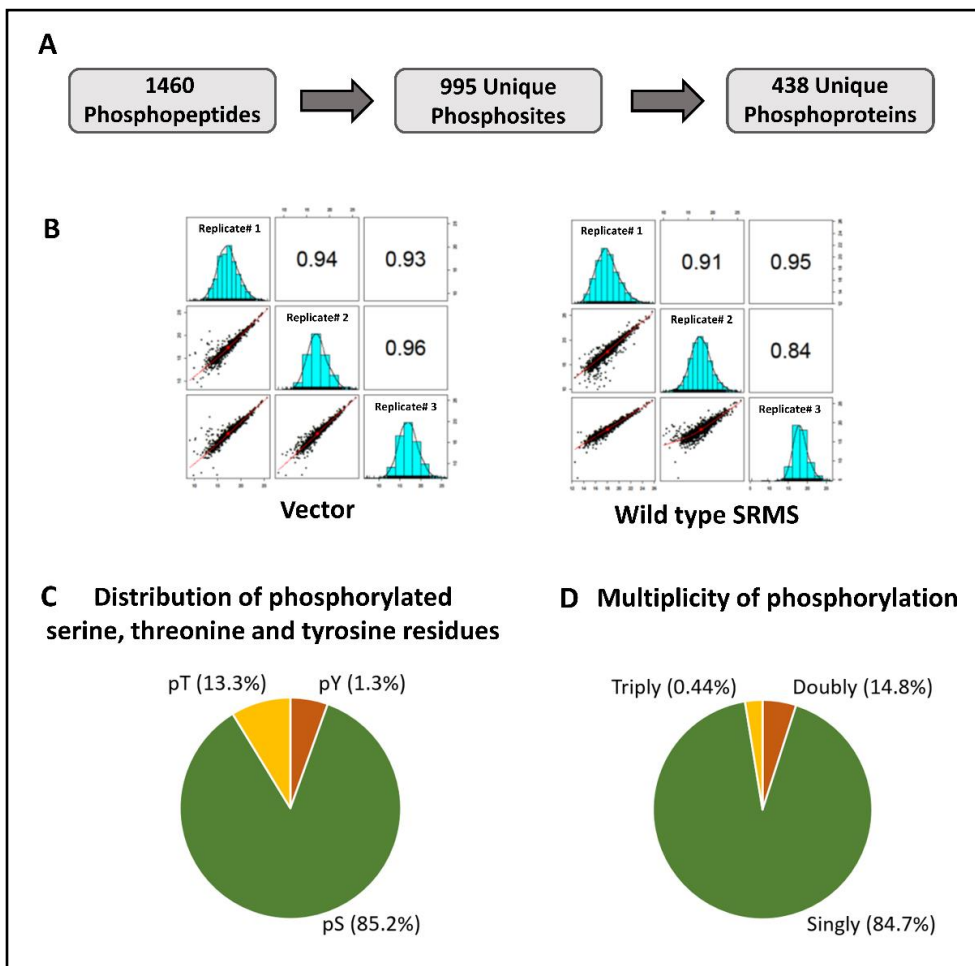 A
1460
Phosphopeptides
995 Unique
Phosphosites
438 Unique
Phosphoproteins
B
Replicate# 1
0.94
0.93
Replicate# 2
0.96
Replicate# 3
Vector
Replicate# 1
0.91
0.95
Replicate# 2
0.84
Replicate# 3
Wild type SRMS
C Distribution of phosphorylated
serine, threonine and tyrosine residues
pT (13.3%)
pY (1.3%)
pS (85.2%)
D Multiplicity of phosphorylation
Triply (0.44%)
Doubly (14.8%)
Singly (84.7%)